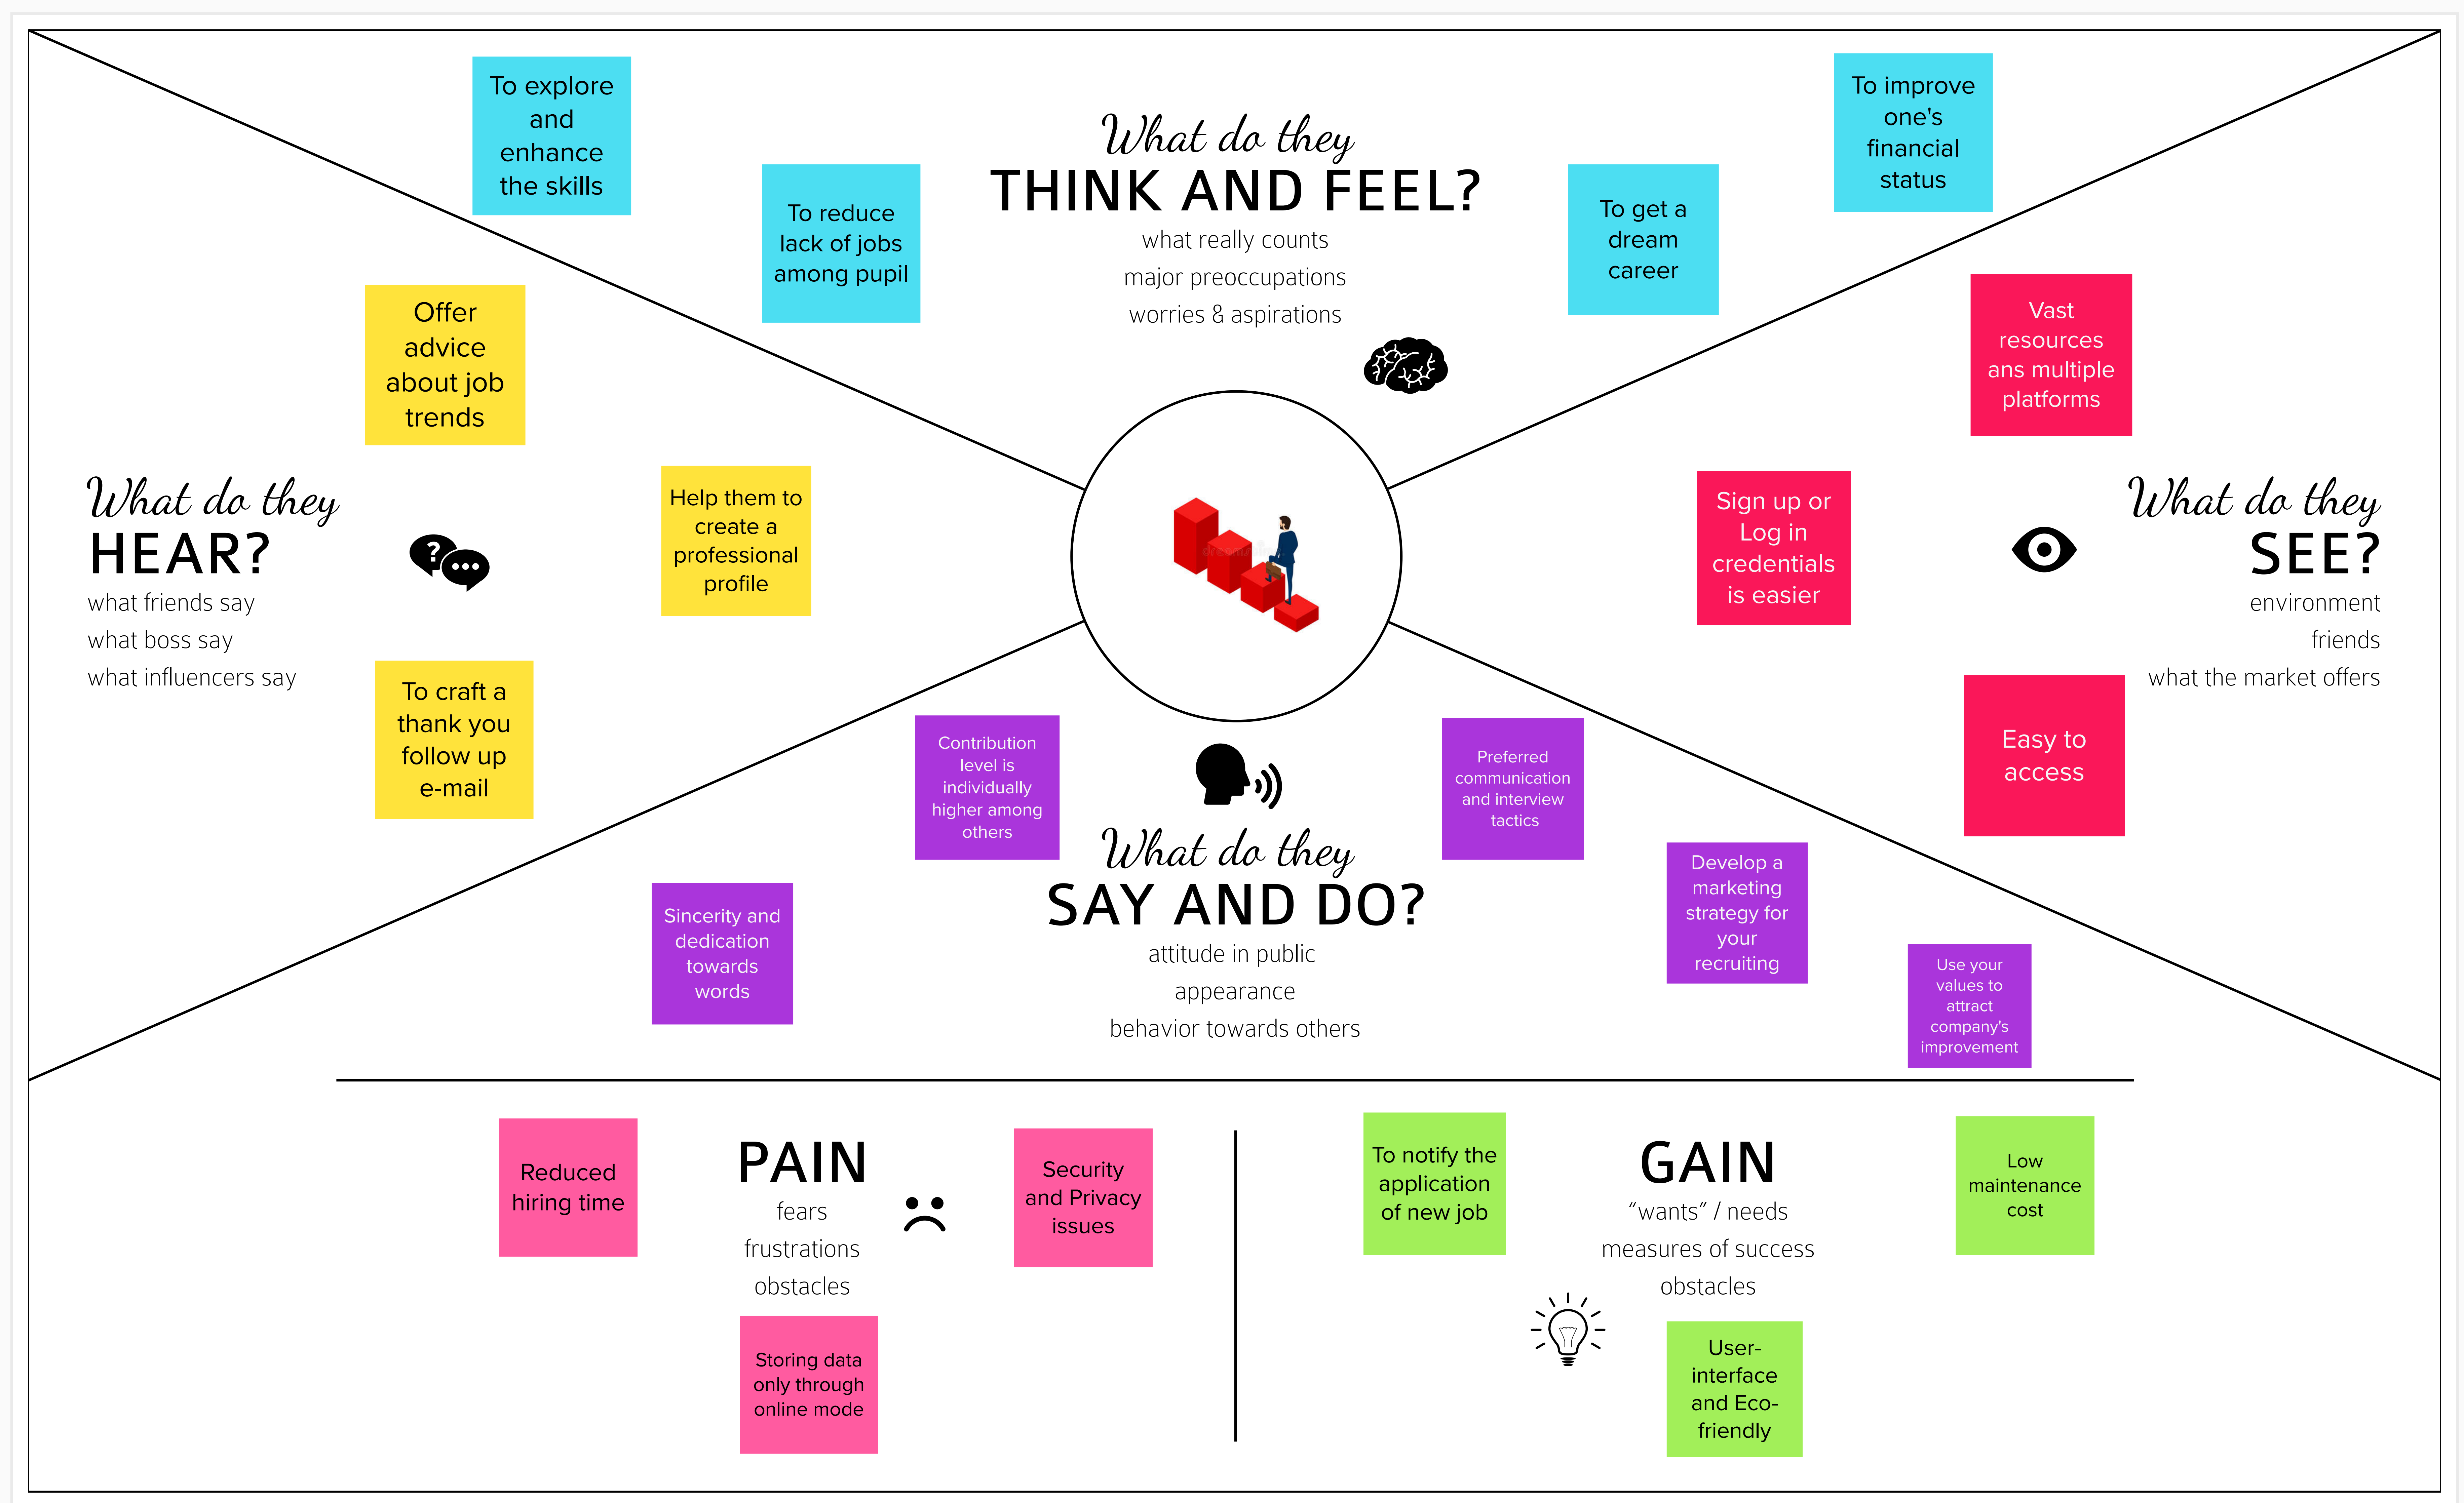 To explore
and
enhance
the skills
To reduce
lack of jobs
among pupil
What do they
THINK AND FEEL?
what really counts
major preoccupations
worries & aspirations
To get a
dream
career
To improve
one's
financial
status
Offer
advice
about job
trends
What do they
HEAR?
what friends say
what boss say
what influencers say
?
Help them to
create a
professional
profile
To craft a
thank you
follow up
e-mail
Vast
resources
ans multiple
platforms
Sign up or
Log in
credentials
is easier
What do they
SEE?
environment
friends
what the market offers
Easy to
access
Contribution
level is
individually
higher among
others
Sincerity and
dedication
towards
words
What do they
SAY AND DO?
attitude in public
appearance
behavior towards others
Preferred
communication
and interview
tactics
Develop a
marketing
strategy for
your
recruiting
Use your
values to
attract
company's
improvement
Reduced
hiring time
PAIN
fears
frustrations
obstacles
Security
and Privacy
issues
Storing data
only through
online mode
To notify the
application
of new job
GAIN
“wants” / needs
measures of success
obstacles
Low
maintenance
cost
User-
interface
and Eco-
friendly